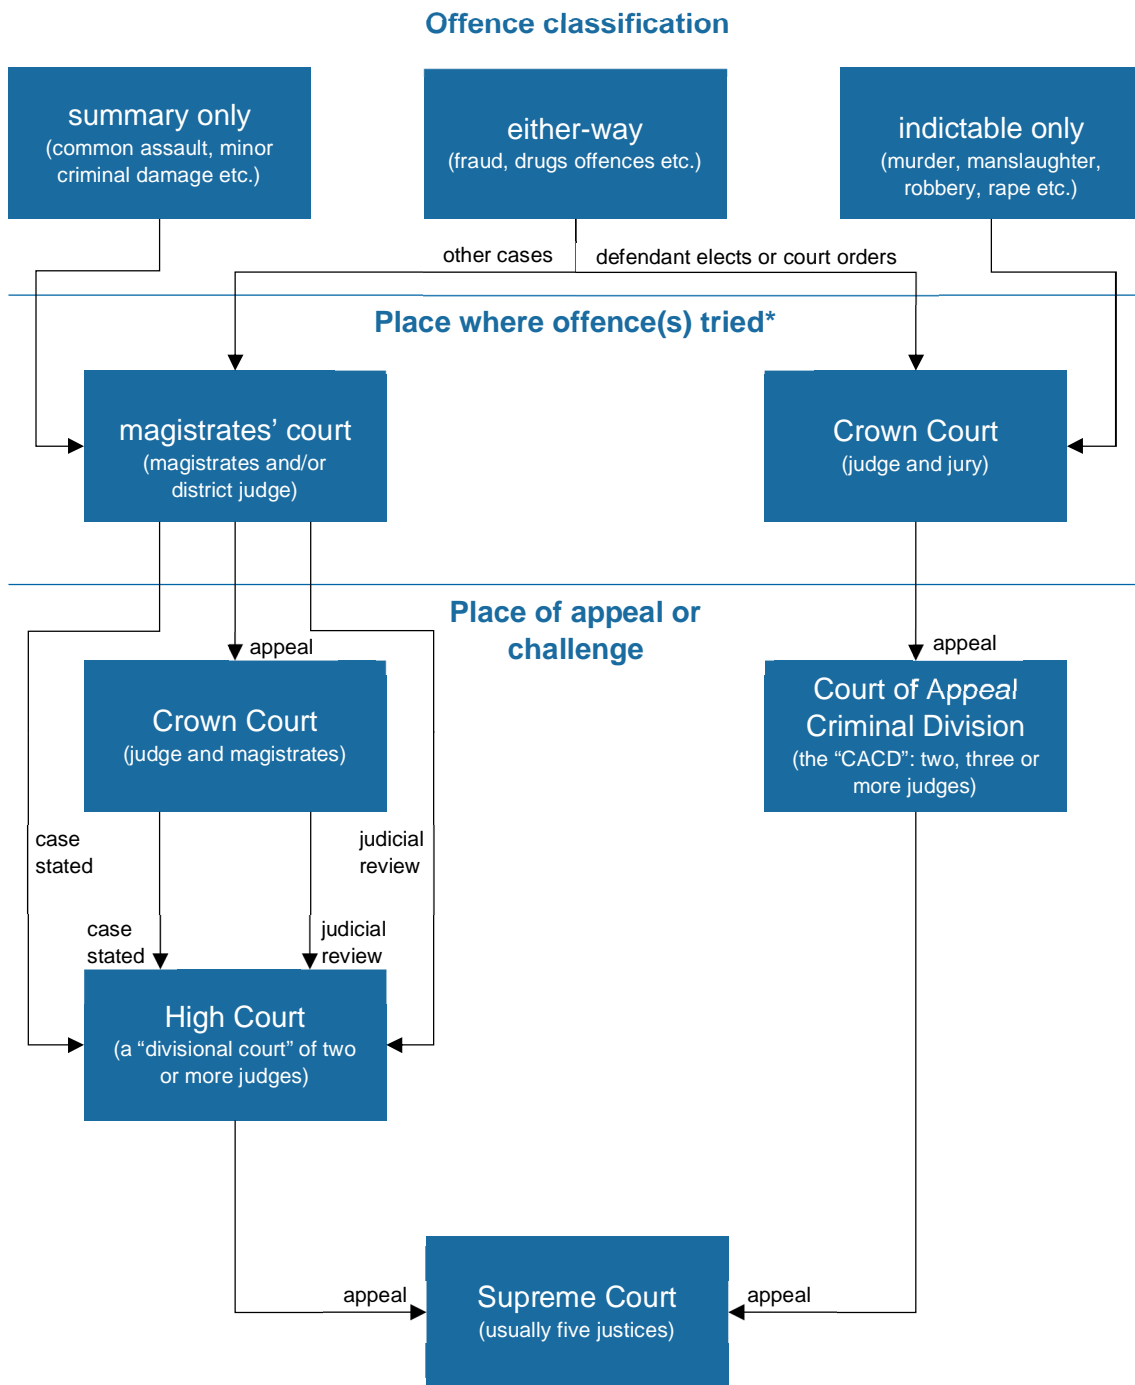 Offence classification
summary only
(common assault, minor
criminal damage etc.)
either-way
(fraud, drugs offences etc.)
indictable only
(murder, manslaughter,
robbery, rape etc.)
other cases
defendant elects or court orders
Place where offence(s) tried*
magistrates’ court
(magistrates and/or
district judge)
Crown Court
(judge and jury)
Place of appeal or
challenge
appeal
appeal
Crown Court
(judge and magistrates)
Court of Appeal
Criminal Division
(the “CACD”: two, three or
more judges)
case
stated
judicial
review
case
stated
judicial
review
High Court
(a “divisional court” of two
or more judges)
appeal
appeal
Supreme Court
(usually five justices)